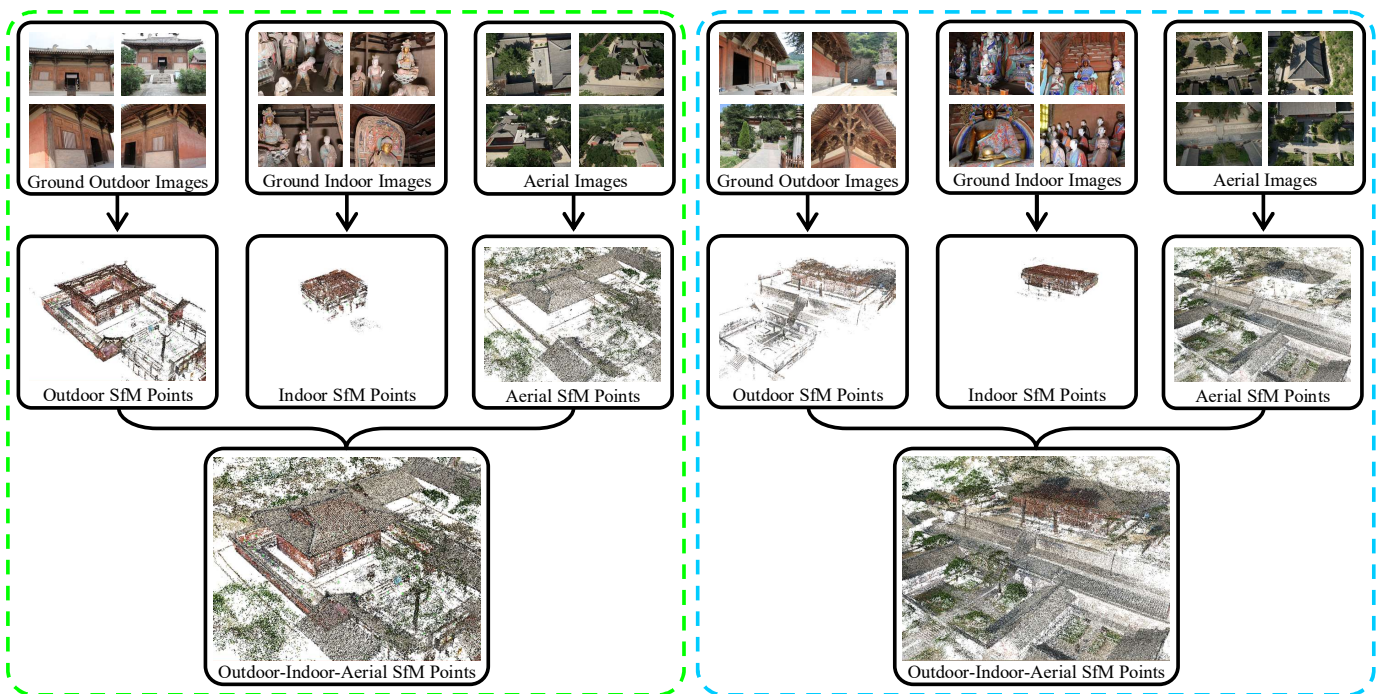 Ground Outdoor Images
Ground Indoor Images
Aerial Images
Outdoor SfM Points
Indoor SfM Points
Aerial SfM Points
Outdoor-Indoor-Aerial SfM Points
Ground Outdoor Images
Ground Indoor Images
Aerial Images
Outdoor SfM Points
Indoor SfM Points
Aerial SfM Points
Outdoor-Indoor-Aerial SfM Points